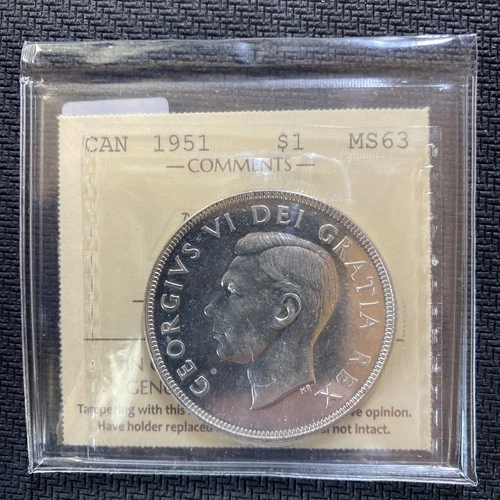 CAN 1951 $1 MS63
—COMMENTS—
GEORGIVS VI DEI GRATIA REX
Tampering with this
opinion.
Have holder replaced
not intact.